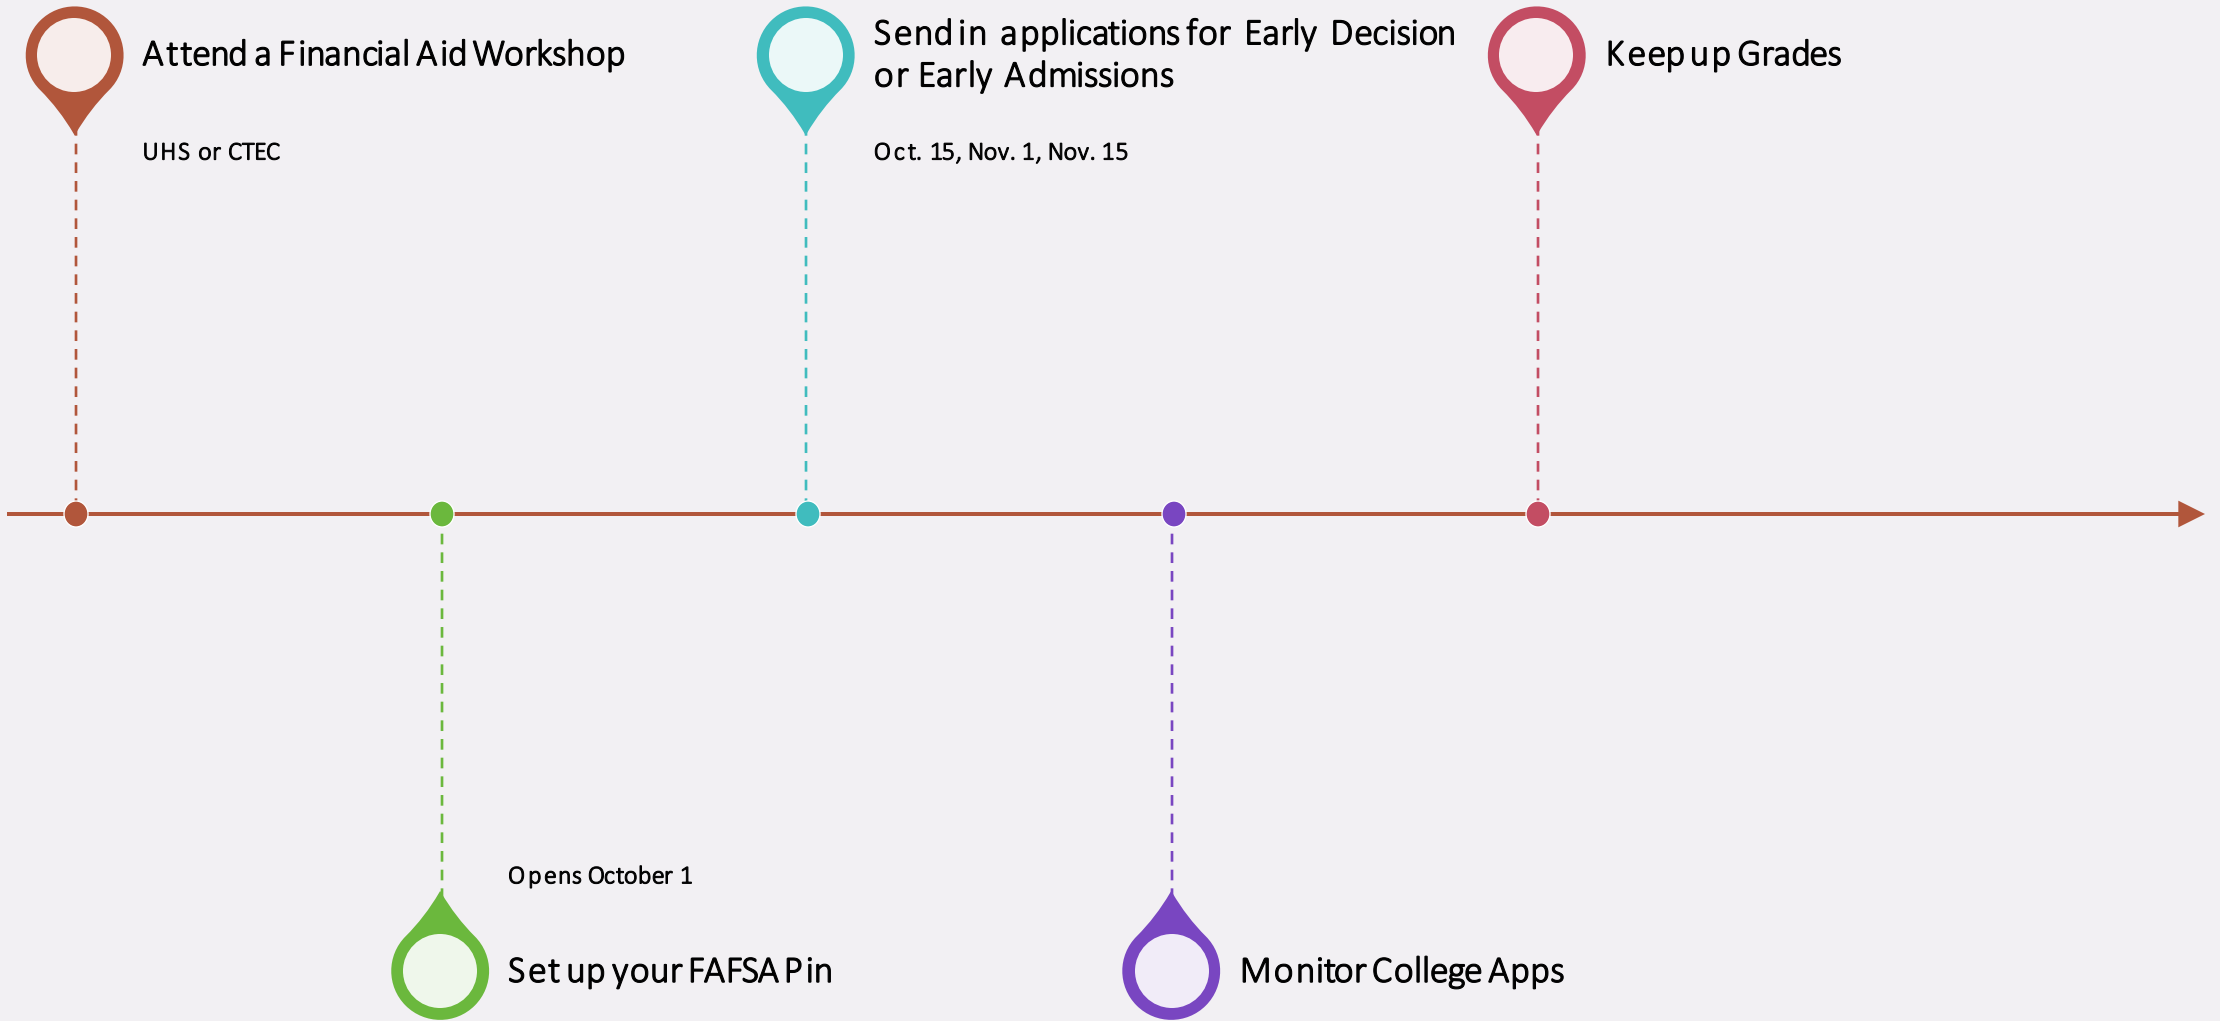 Attend a Financial Aid Workshop
UHS or CTEC
Opens October 1
Set up your FAFSA Pin
Send in applications for Early Decision
or Early Admissions
Oct. 15, Nov. 1, Nov. 15
Monitor College Apps
Keep up Grades